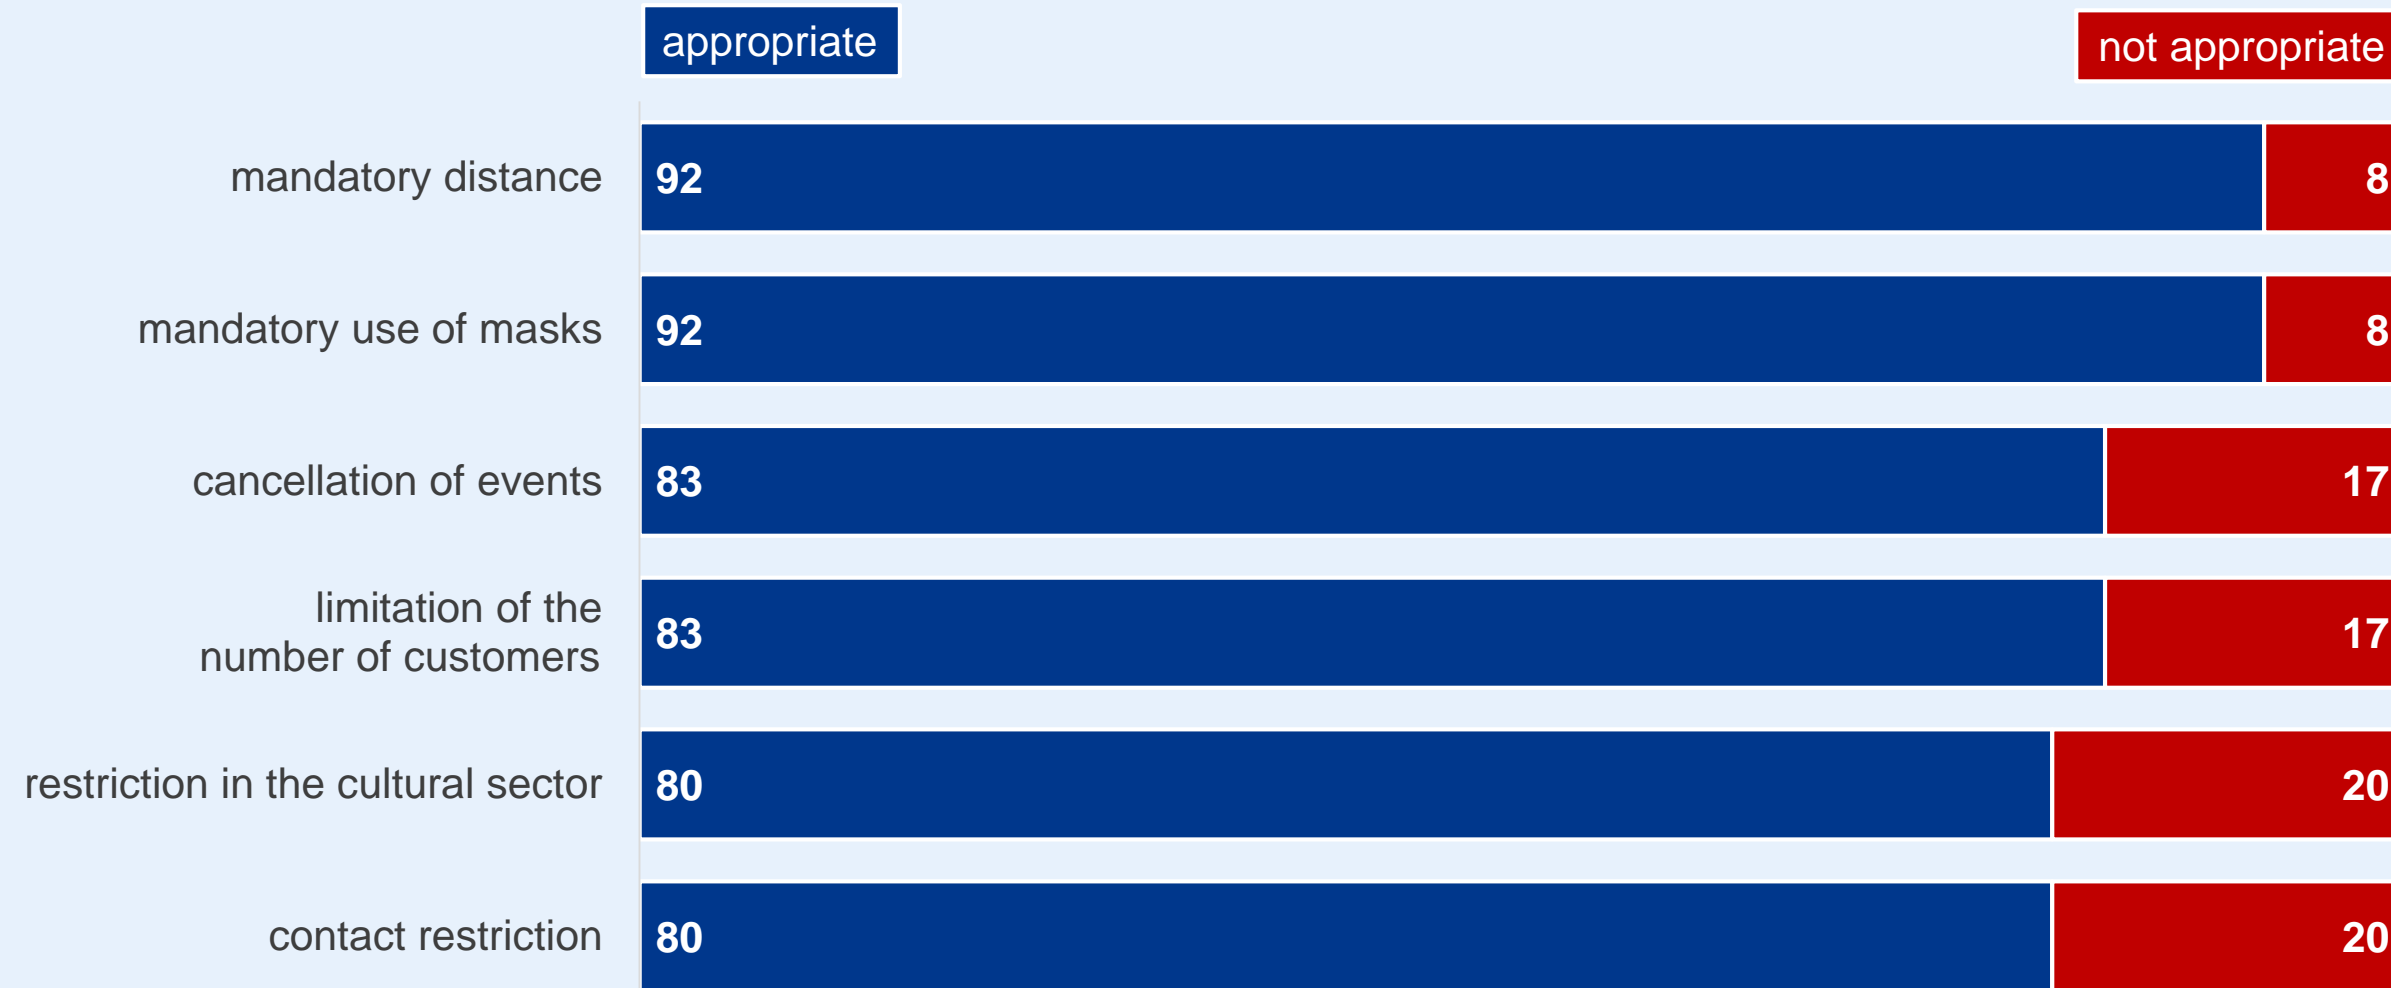 appropriate
not appropriate
mandatory distance
92
8
mandatory use of masks
92
8
cancellation of events
83
17
limitation of the
number of customers
83
17
restriction in the cultural sector
80
20
contact restriction
80
20